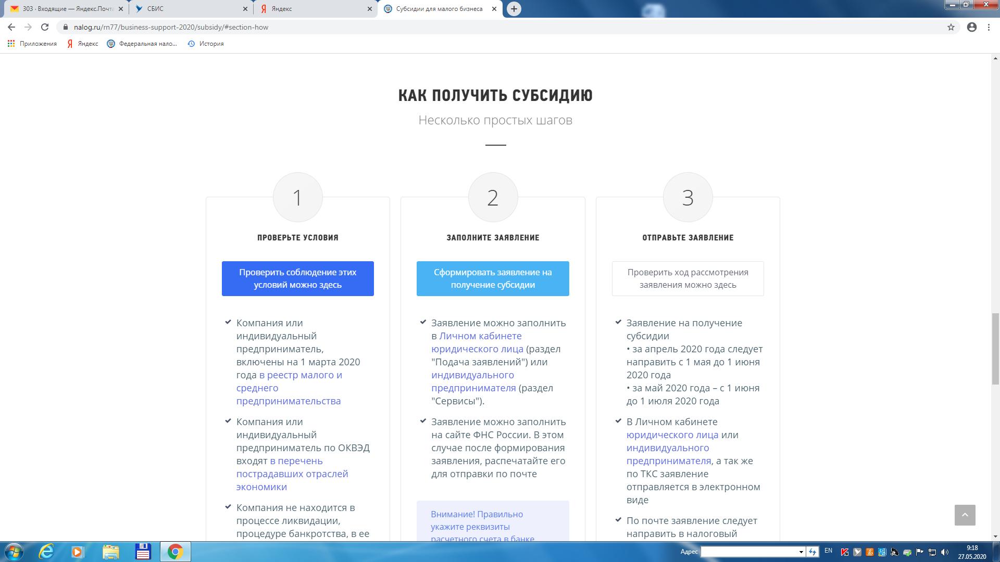 303 · Входящие — Яндекс.Почта
СБИС
Яндекс
Субсидии для малого бизнеса
nalog.ru/rn77/business-support-2020/subsidy/#section-how
Приложения
Яндекс
Федеральная нало...
История
КАК ПОЛУЧИТЬ СУБСИДИЮ
Несколько простых шагов
1
ПРОВЕРЬТЕ УСЛОВИЯ
Проверить соблюдение этих
условий можно здесь
Компания или
индивидуальный
предприниматель,
включены на 1 марта 2020
года в реестр малого и
среднего
предпринимательства
Компания или
индивидуальный
предприниматель по ОКВЭД
входят в перечень
пострадавших отраслей
экономики
Компания не находится в
процессе ликвидации,
процедуре банкротства, в ее
2
ЗАПОЛНИТЕ ЗАЯВЛЕНИЕ
Сформировать заявление на
получение субсидии
Заявление можно заполнить
в Личном кабинете
юридического лица (раздел
"Подача заявлений") или
индивидуального
предпринимателя (раздел
"Сервисы").
Заявление можно заполнить
на сайте ФНС России. В этом
случае после формирования
заявления, распечатайте его
для отправки по почте
Внимание! Правильно
укажите реквизиты
расчетного счета в банке
3
ОТПРАВЬТЕ ЗАЯВЛЕНИЕ
Проверить ход рассмотрения
заявления можно здесь
Заявление на получение
субсидии
• за апрель 2020 года следует
направить с 1 мая до 1 июня
2020 года
• за май 2020 года – с 1 июня
до 1 июля 2020 года
В Личном кабинете
юридического лица или
индивидуального
предпринимателя, а так же
по ТКС заявление
отправляется в электронном
виде
По почте заявление следует
направить в налоговый
Адрес
EN
9:18
27.05.2020